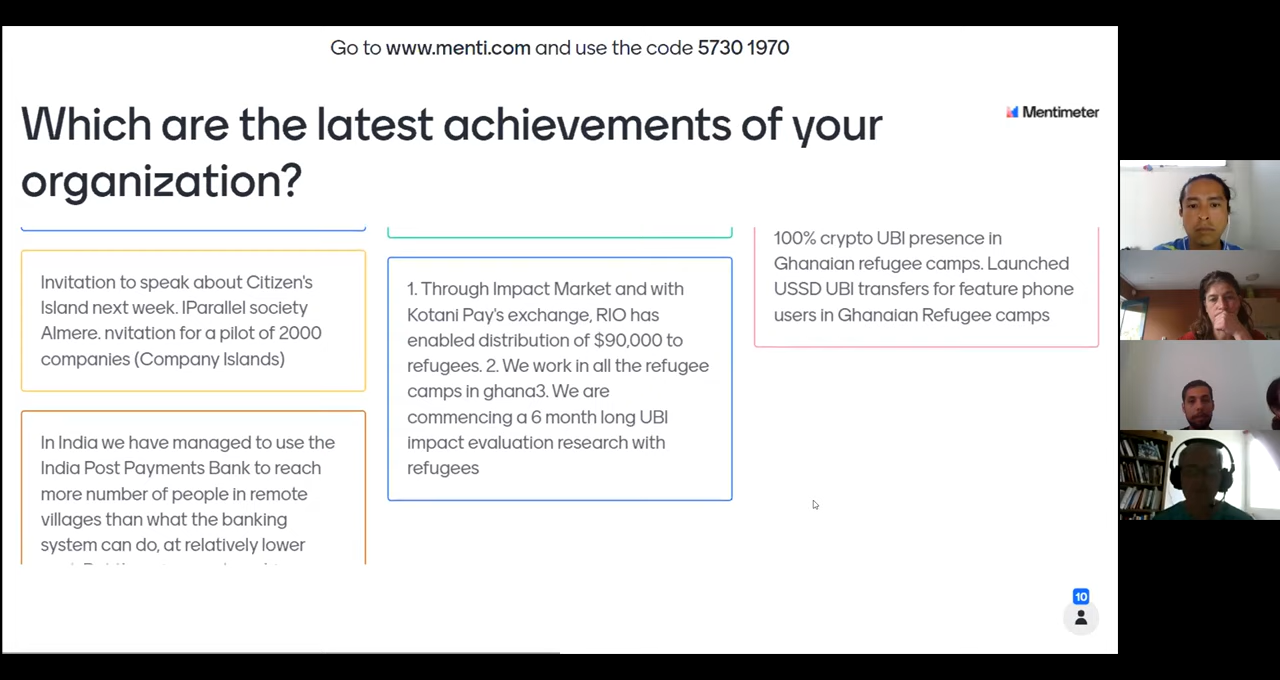 Go to www.menti.com and use the code 5730 1970
Which are the latest achievements of your
organization?
Mentimeter
Invitation to speak about Citizen's
Island next week. IParallel society
Almere. nvitation for a pilot of 2000
companies (Company Islands)
In India we have managed to use the
India Post Payments Bank to reach
more number of people in remote
villages than what the banking
system can do, at relatively lower
1. Through Impact Market and with
Kotani Pay's exchange, RIO has
enabled distribution of $90,000 to
refugees. 2. We work in all the refugee
camps in ghana3. We are
commencing a 6 month long UBI
impact evaluation research with
refugees
100% crypto UBI presence in
Ghanaian refugee camps. Launched
USSD UBI transfers for feature phone
users in Ghanaian Refugee camps
10